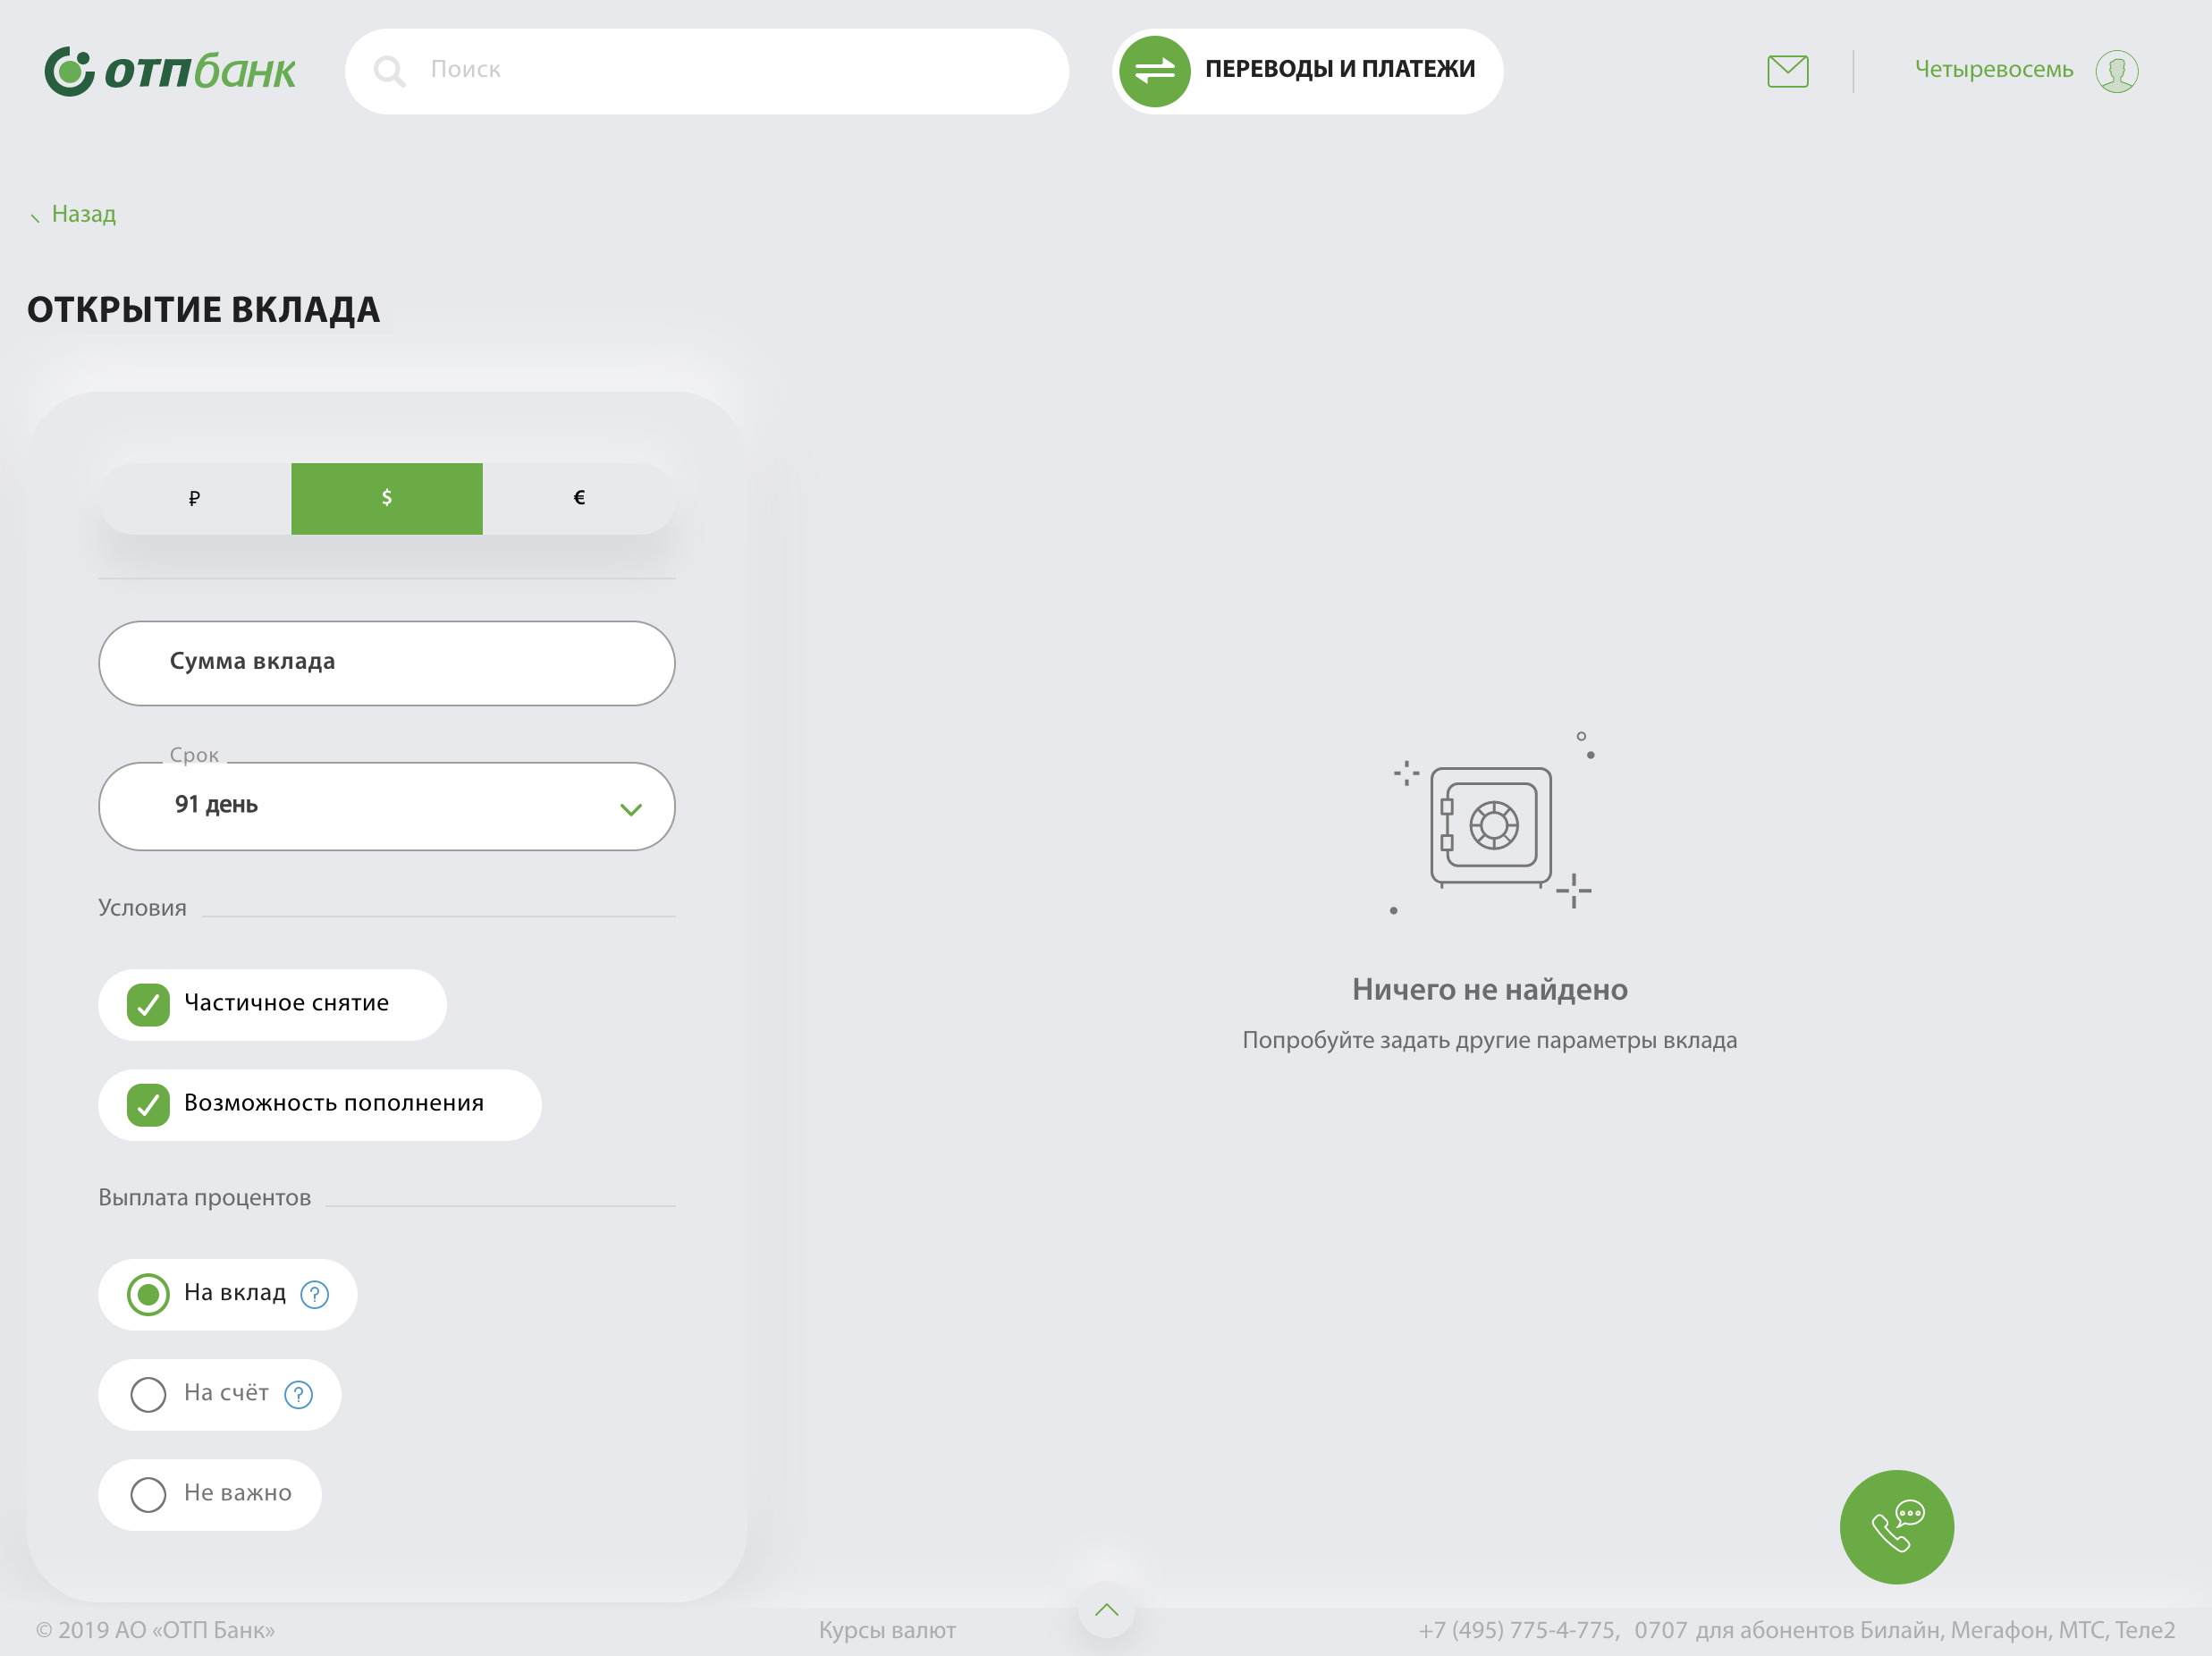 отпбанк
Поиск
ПЕРЕВОДЫ И ПЛАТЕЖИ
Четыревосемь
Назад
ОТКРЫТИЕ ВКЛАДА
₽
$
€
Сумма вклада
Срок
91 день
Условия
Частичное снятие
Возможность пополнения
Выплата процентов
На вклад ?
На счёт ?
Не важно
Ничего не найдено
Попробуйте задать другие параметры вклада
© 2019 АО «ОТП Банк»
Курсы валют
+7 (495) 775-4-775, 0707 для абонентов Билайн, Мегафон, МТС, Теле2